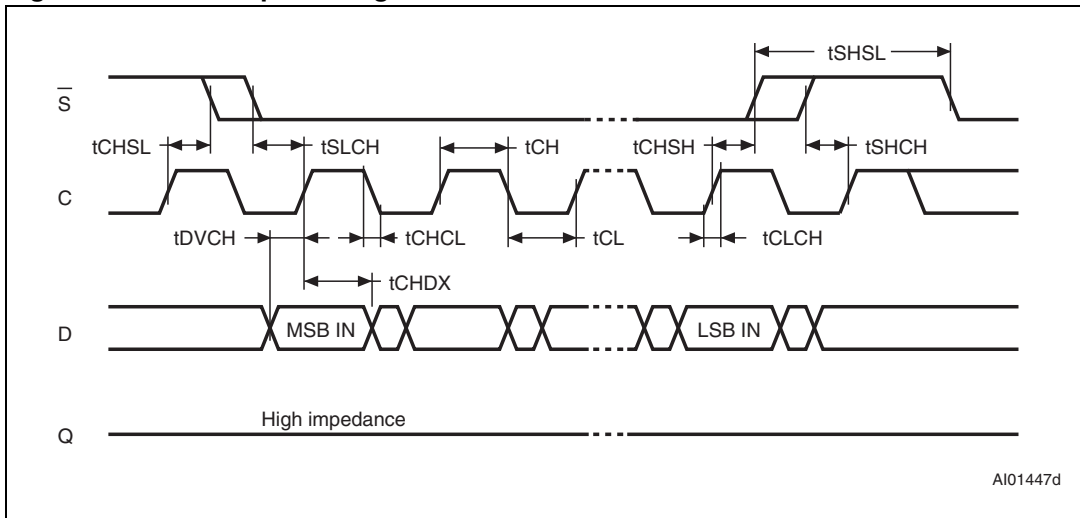 tSHSL
S̅
tCHSL
tSLCH
tCH
tCHSH
tSHCH
C
tDVCH
tCHCL
tCL
tCLCH
tCHDX
D
MSB IN
LSB IN
High impedance
Q
AI01447d